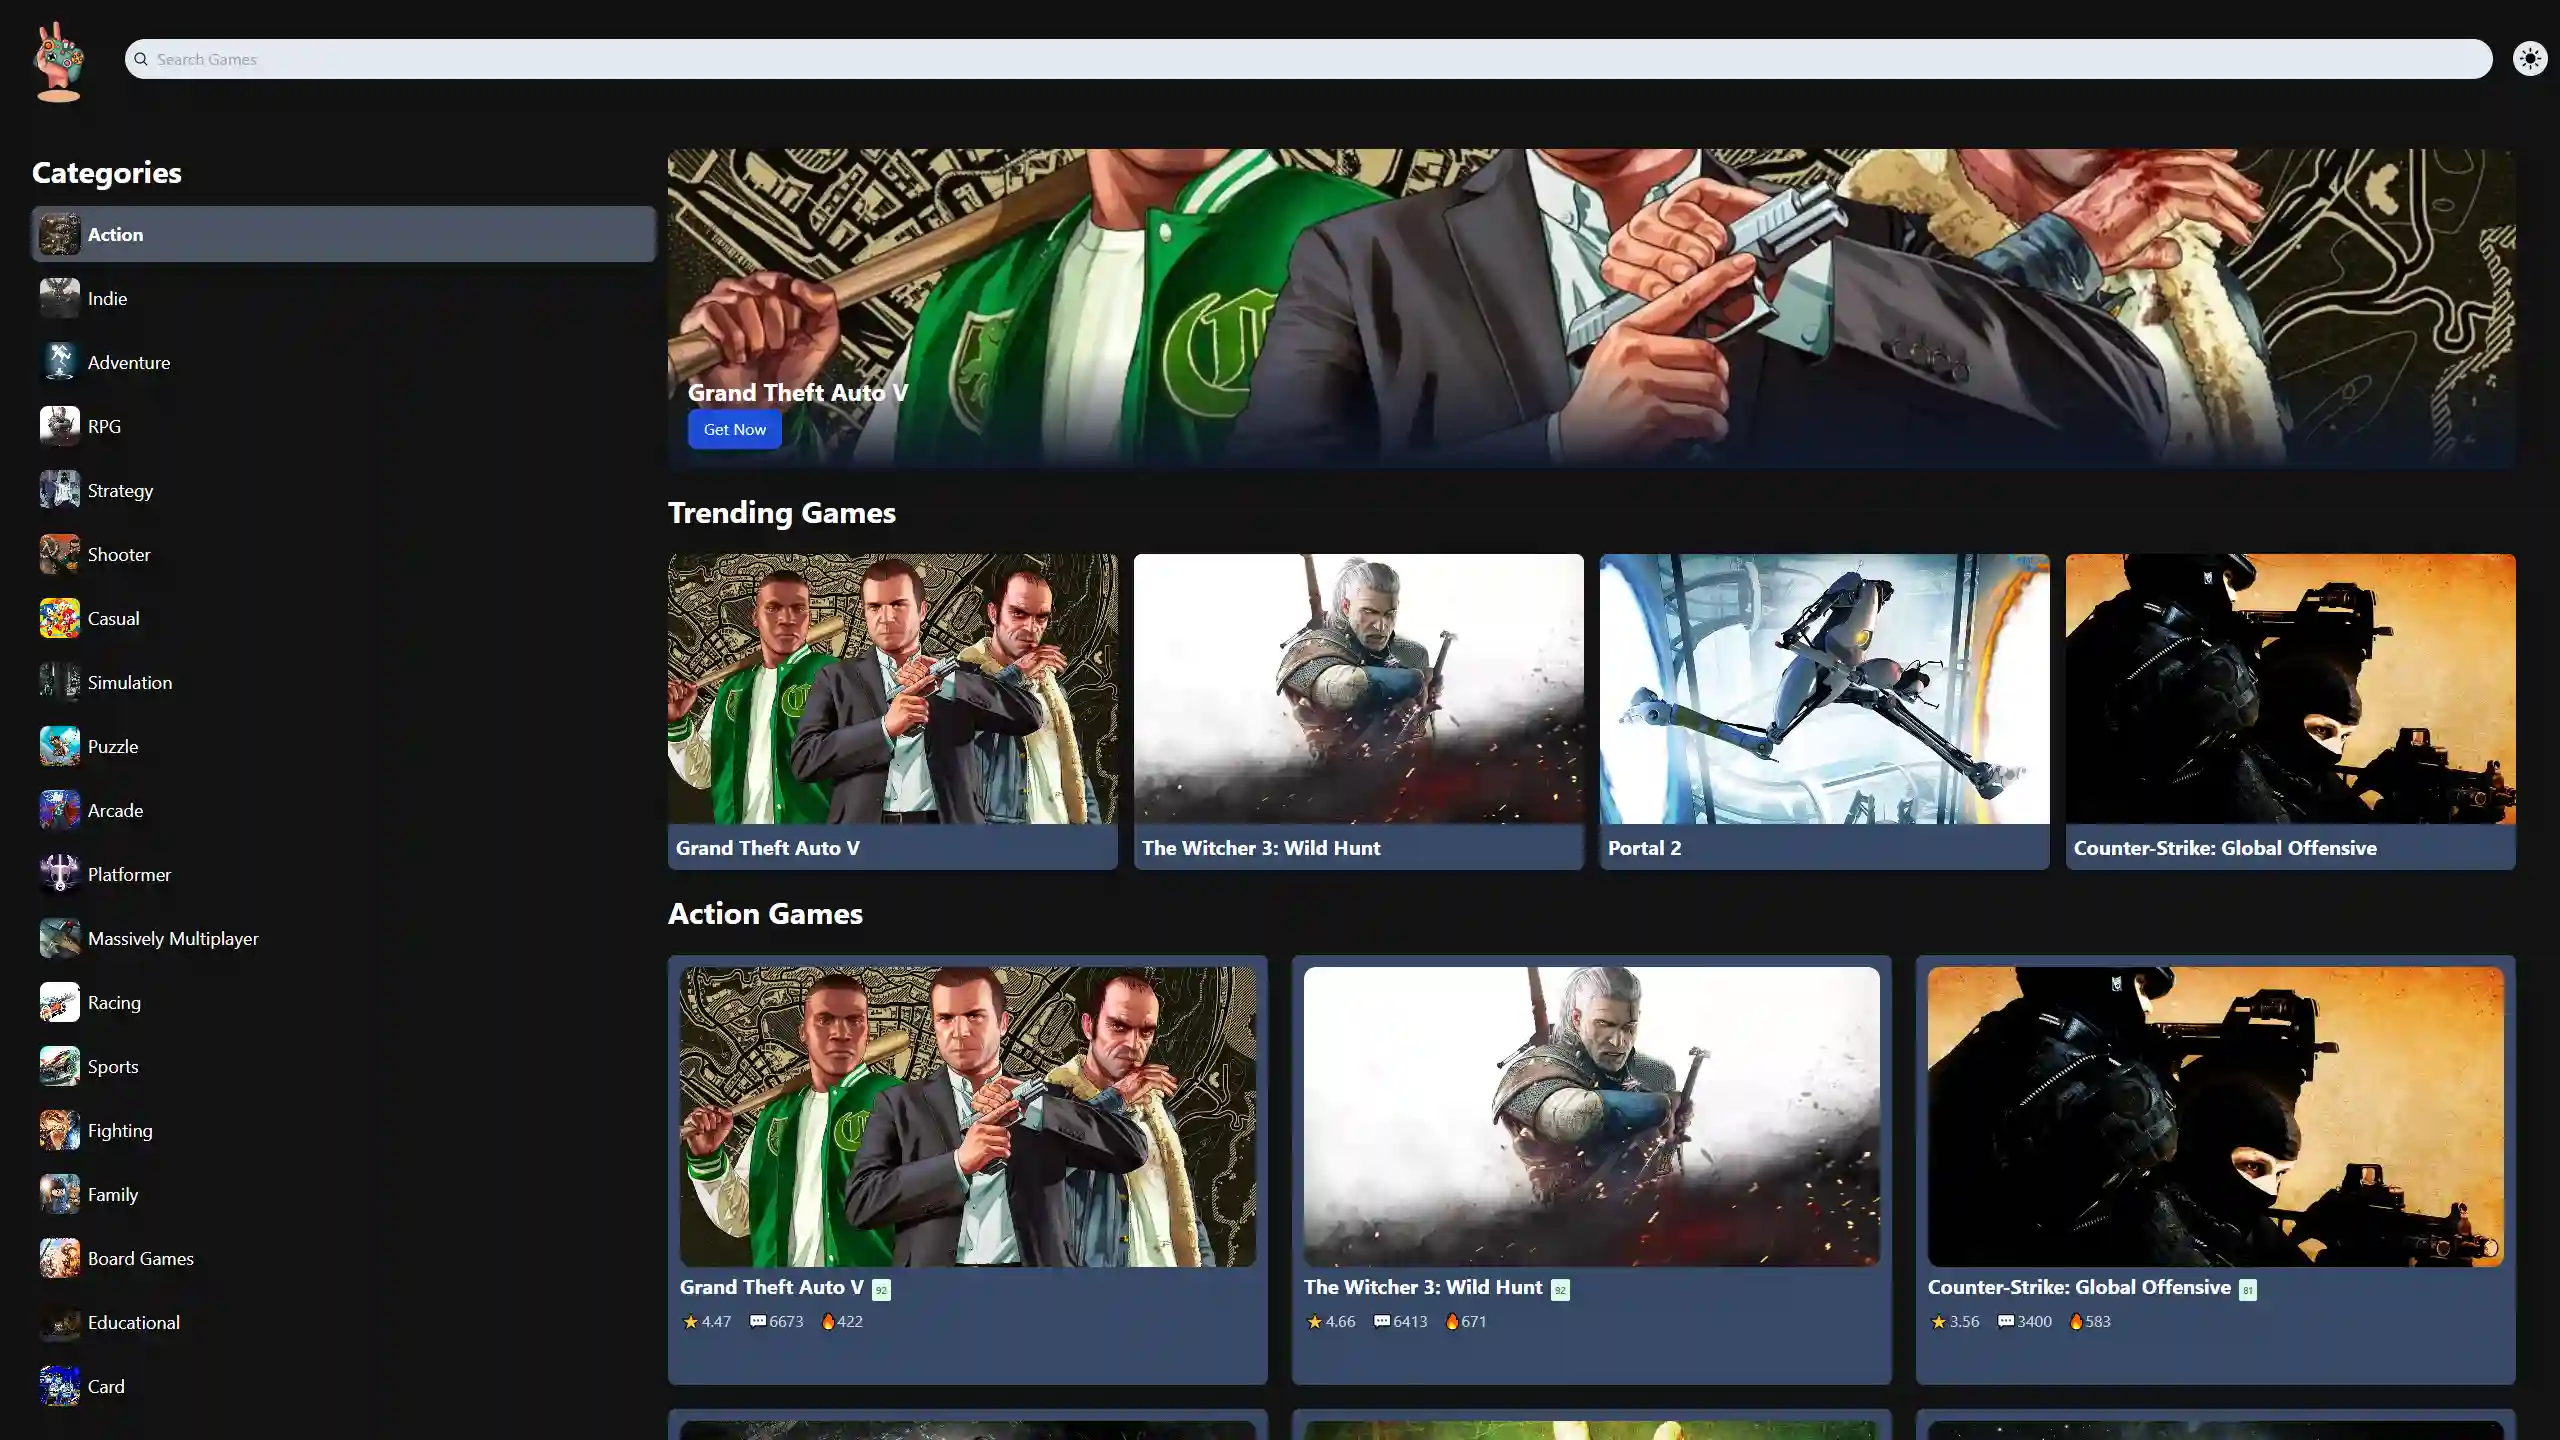 Search Games
Categories
Action
Indie
Adventure
RPG
Strategy
Shooter
Casual
Simulation
Puzzle
Arcade
Platformer
Massively Multiplayer
Racing
Sports
Fighting
Family
Board Games
Educational
Card
Grand Theft Auto V
Get Now
Trending Games
Grand Theft Auto V
The Witcher 3: Wild Hunt
Portal 2
Counter-Strike: Global Offensive
Action Games
Grand Theft Auto V 92
⭐ 4.47 💬 6673 🔥 422
The Witcher 3: Wild Hunt 92
⭐ 4.66 💬 6413 🔥 671
Counter-Strike: Global Offensive 81
⭐ 3.56 💬 3400 🔥 583